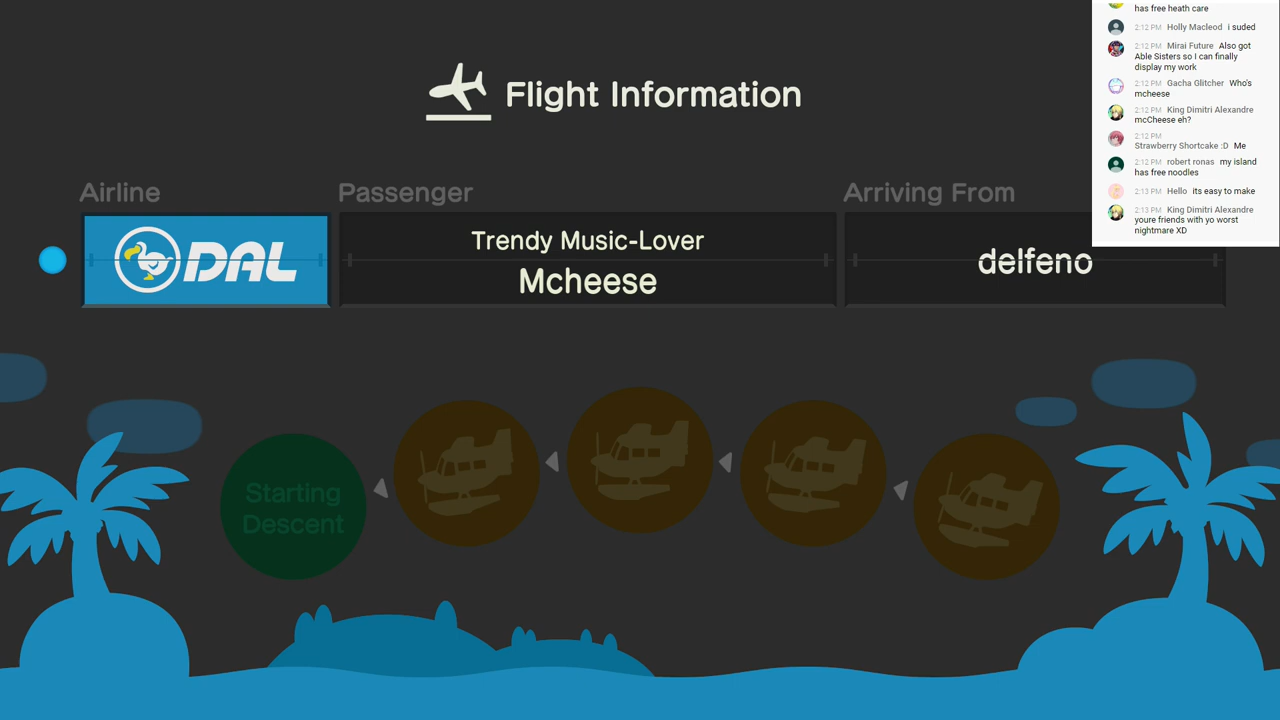 Flight Information
Airline
Passenger
Arriving From
DAL
Trendy Music-Lover
Mcheese
delfeno
Starting
Descent
has free heath care
2:12 PM Holly Macleod i suded
2:12 PM Mirai Future Also got
Able Sisters so I can finally
display my work
2:12 PM Gacha Glitcher Who's
mcheese
2:12 PM King Dimitri Alexandre
mcCheese eh?
2:12 PM
Strawberry Shortcake :D Me
2:12 PM robert ronas my island
has free noodles
2:13 PM Hello its easy to make
2:13 PM King Dimitri Alexandre
youre friends with yo worst
nightmare XD